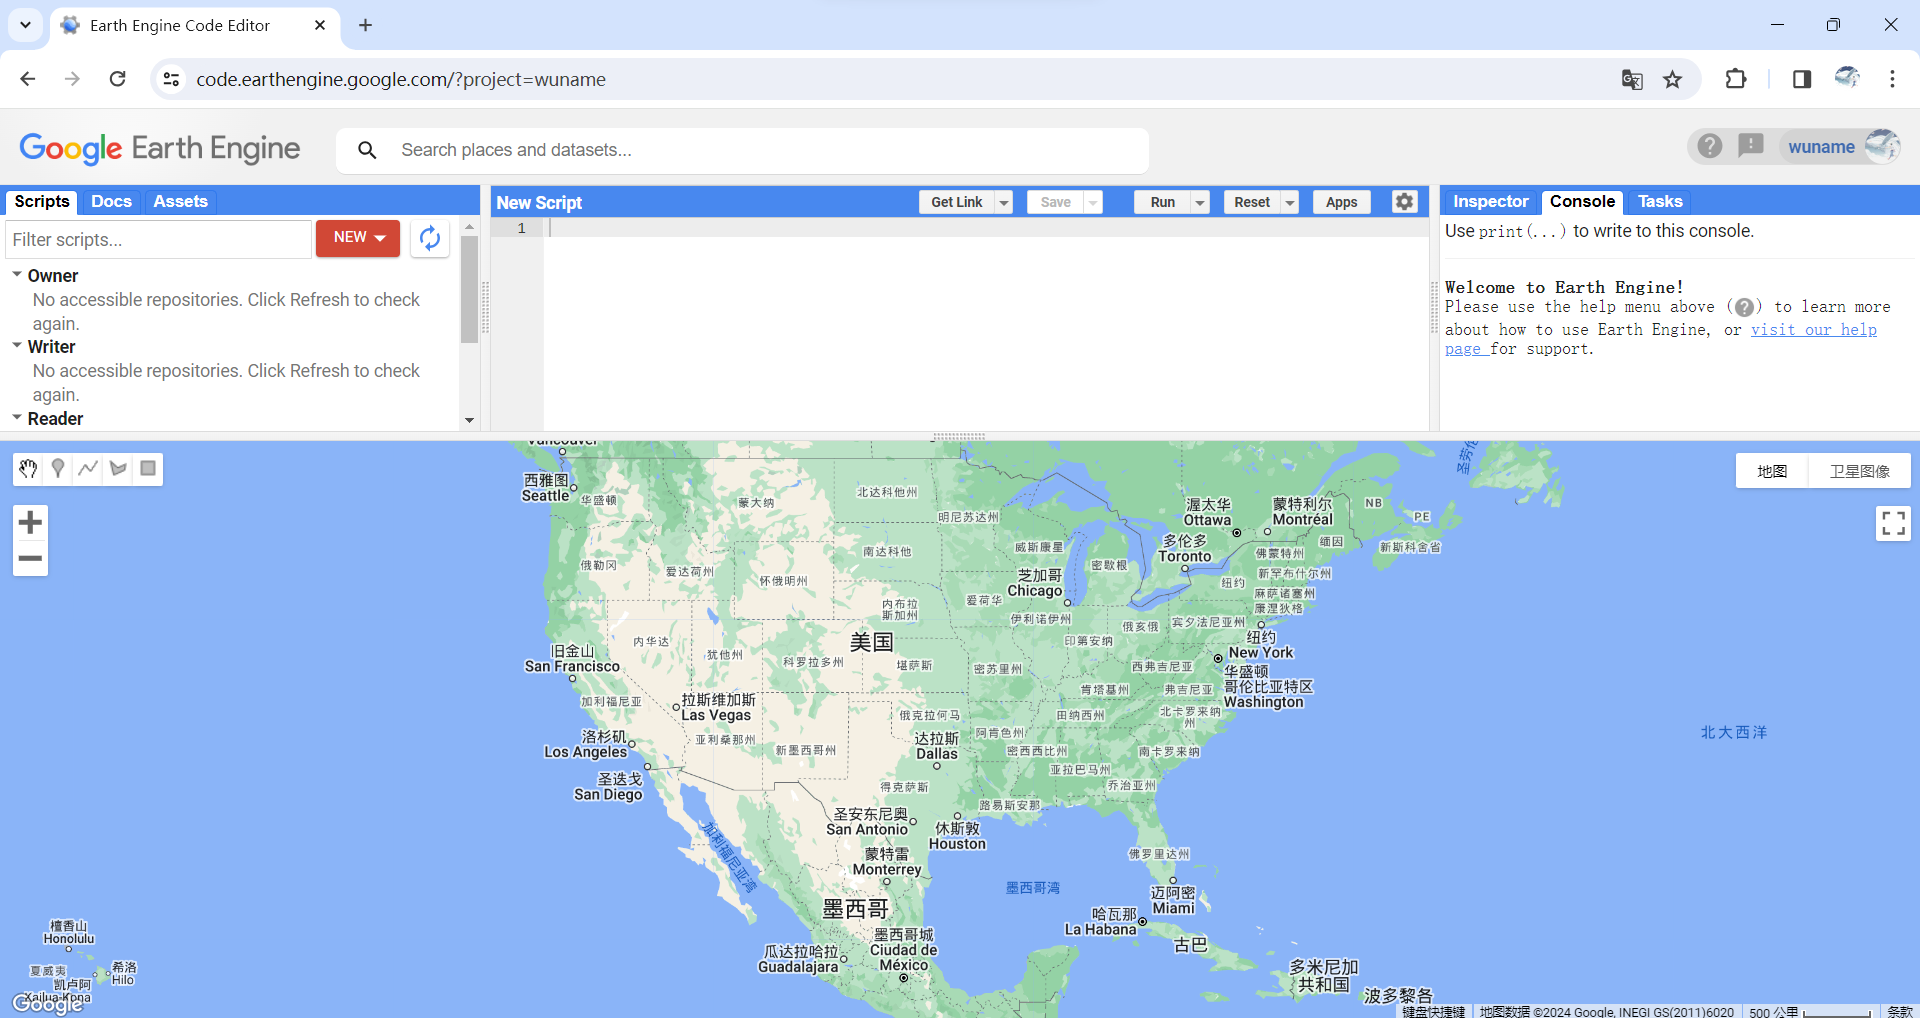 Earth Engine Code Editor
code.earthengine.google.com/?project=wuname
Google Earth Engine
Search places and datasets...
wuname
Scripts Docs Assets
New Script
Get Link Save Run Reset Apps
Inspector Console Tasks
Filter scripts...
NEW
1
Use print(...) to write to this console.
Owner
No accessible repositories. Click Refresh to check
again.
Writer
No accessible repositories. Click Refresh to check
again.
Reader
Welcome to Earth Engine!
Please use the help menu above (?) to learn more
about how to use Earth Engine, or visit our help
page for support.
地图 卫星图像
Vancouver
西雅图
Seattle
华盛顿
蒙大纳
北达科他州
明尼苏达州
渥太华
Ottawa
蒙特利尔
Montréal
NB
PE
圣劳伦
多伦多
Toronto
缅因
新斯科舍省
佛蒙特州
俄勒冈
爱达荷州
怀俄明州
南达科他
威斯康星
密歇根
芝加哥
Chicago
纽约
新罕布什尔州
麻萨诸塞州
康涅狄格
内布拉
斯加州
爱荷华
伊利诺伊州
俄亥俄
宾夕法尼亚州
印第安纳
纽约
New York
内华达
犹他州
科罗拉多州
美国
堪萨斯
密苏里州
西弗吉尼亚
华盛顿
哥伦比亚特区
Washington
旧金山
San Francisco
加利福尼亚
拉斯维加斯
Las Vegas
肯塔基州
弗吉尼亚
俄克拉何马
田纳西州
北卡罗来纳
州
洛杉矶
Los Angeles
亚利桑那州
新墨西哥州
达拉斯
Dallas
阿肯色州
密西西比州
南卡罗来纳
北大西洋
圣迭戈
San Diego
亚拉巴马州
乔治亚州
得克萨斯
路易斯安那
圣安东尼奥
San Antonio
休斯敦
Houston
加利福尼亚湾
蒙特雷
Monterrey
佛罗里达州
墨西哥湾
迈阿密
Miami
墨西哥
哈瓦那
La Habana
古巴
檀香山
Honolulu
墨西哥城
Ciudad de
México
瓜达拉哈拉
Guadalajara
多米尼加
共和国
夏威夷
希洛
Hilo
凯卢阿
Kailua-Kona
波多黎各
Google
键盘快捷键 地图数据 ©2024 Google, INEGI GS(2011)6020 500 公里 条款